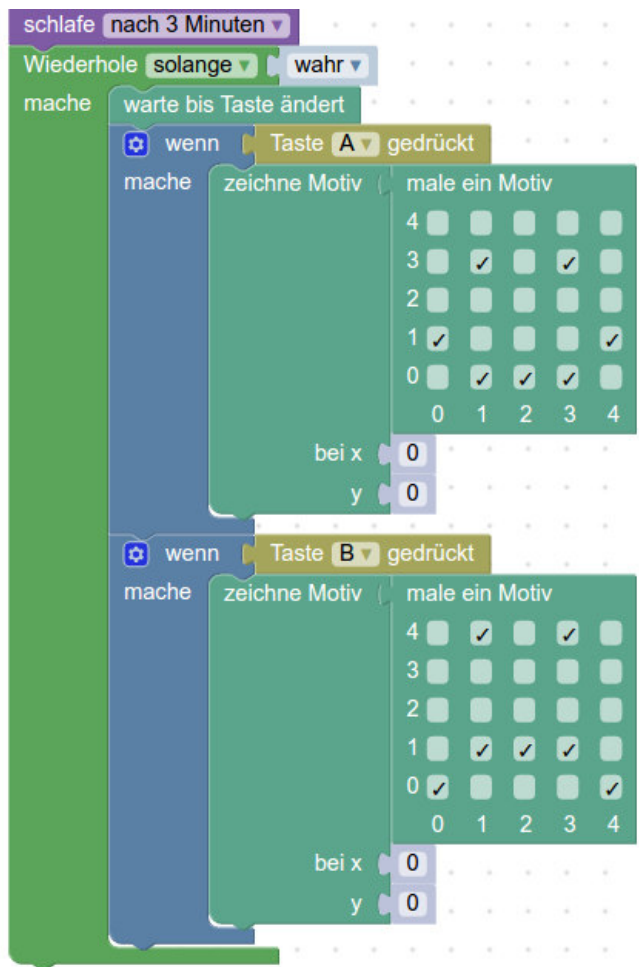 schlafe nach 3 Minuten
Wiederhole solange wahr
mache warte bis Taste ändert
wenn Taste A gedrückt
mache zeichne Motiv male ein Motiv
4
3 ✓ ✓
2
1 ✓ ✓
0 ✓ ✓ ✓
0 1 2 3 4
bei x 0
y 0
wenn Taste B gedrückt
mache zeichne Motiv male ein Motiv
4 ✓ ✓
3
2
1 ✓ ✓ ✓
0 ✓ ✓
0 1 2 3 4
bei x 0
y 0